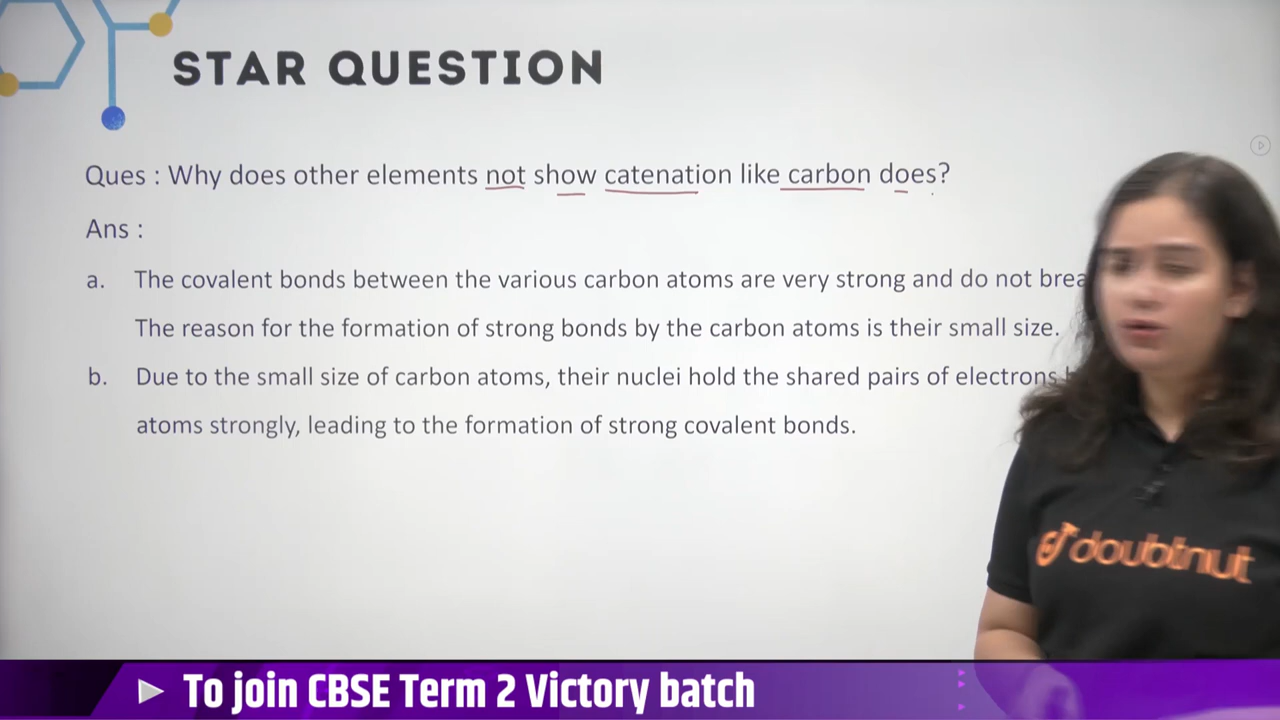 STAR QUESTION
Ques : Why does other elements not show catenation like carbon does?
Ans :
a. The covalent bonds between the various carbon atoms are very strong and do not
The reason for the formation of strong bonds by the carbon atoms is their small size.
b. Due to the small size of carbon atoms, their nuclei hold the shared pairs of electrons
atoms strongly, leading to the formation of strong covalent bonds.
doubtnut
To join CBSE Term 2 Victory batch